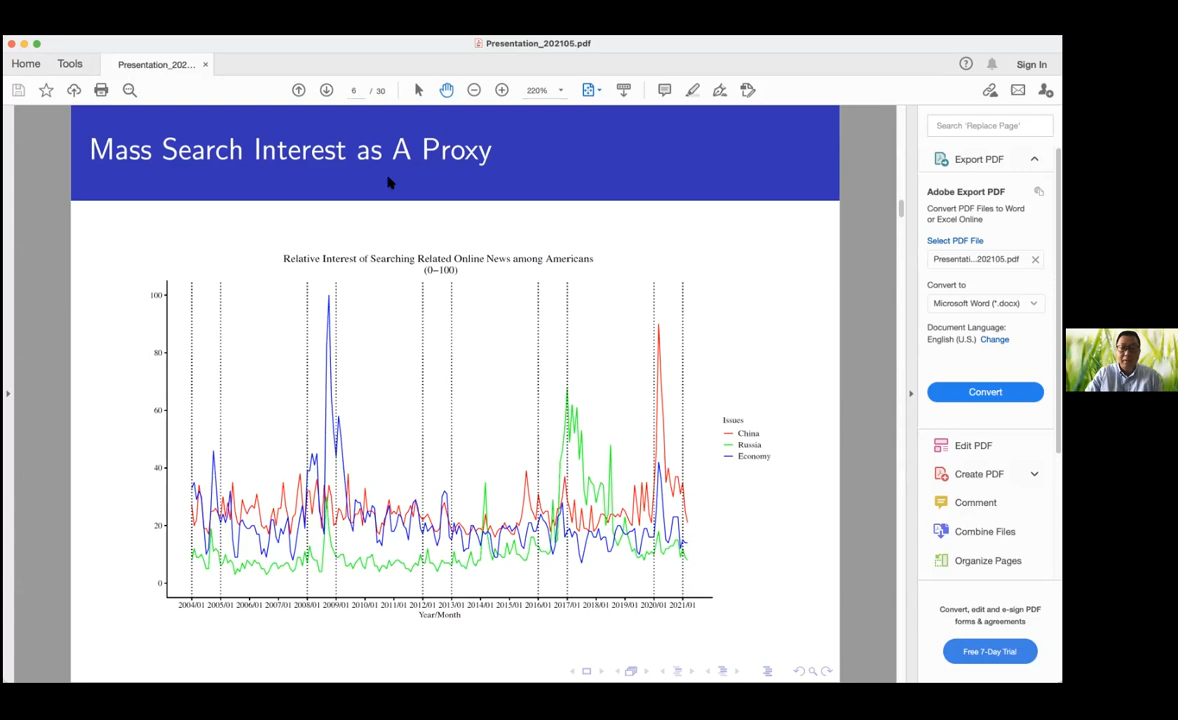 Presentation_202105.pdf
Home
Tools
Presentation_202...
×
Sign In
6 / 30
220%
Mass Search Interest as A Proxy
Relative Interest of Searching Related Online News among Americans
(0–100)
100
80
60
40
20
0
2004/01 2005/01 2006/01 2007/01 2008/01 2009/01 2010/01 2011/01 2012/01 2013/01 2014/01 2015/01 2016/01 2017/01 2018/01 2019/01 2020/01 2021/01
Year/Month
Issues
China
Russia
Economy
Search 'Replace Page'
Export PDF
Adobe Export PDF
Convert PDF Files to Word
or Excel Online
Select PDF File
Presentati...202105.pdf
Convert to
Microsoft Word (*.docx)
Document Language:
English (U.S.) Change
Convert
Edit PDF
Create PDF
Comment
Combine Files
Organize Pages
Convert, edit and e-sign PDF
forms & agreements
Free 7-Day Trial